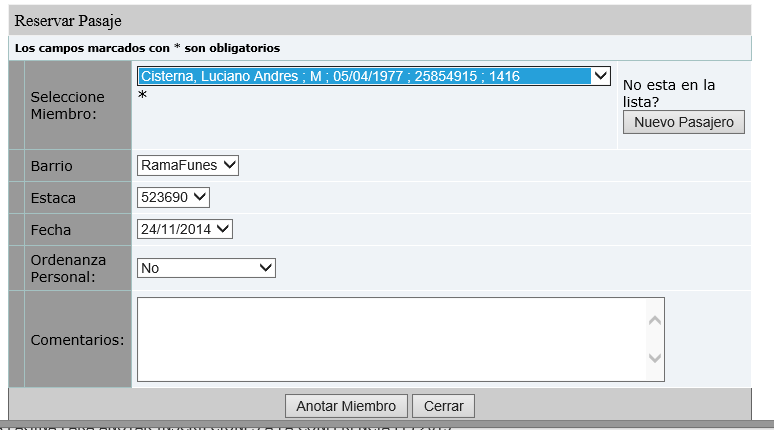 Reservar Pasaje
Los campos marcados con * son obligatorios
Seleccione Miembro:
Cisterna, Luciano Andres ; M ; 05/04/1977 ; 25854915 ; 1416
*
No esta en la
lista?
Nuevo Pasajero
Barrio
RamaFunes
Estaca
523690
Fecha
24/11/2014
Ordenanza
Personal:
No
Comentarios:
Anotar Miembro
Cerrar